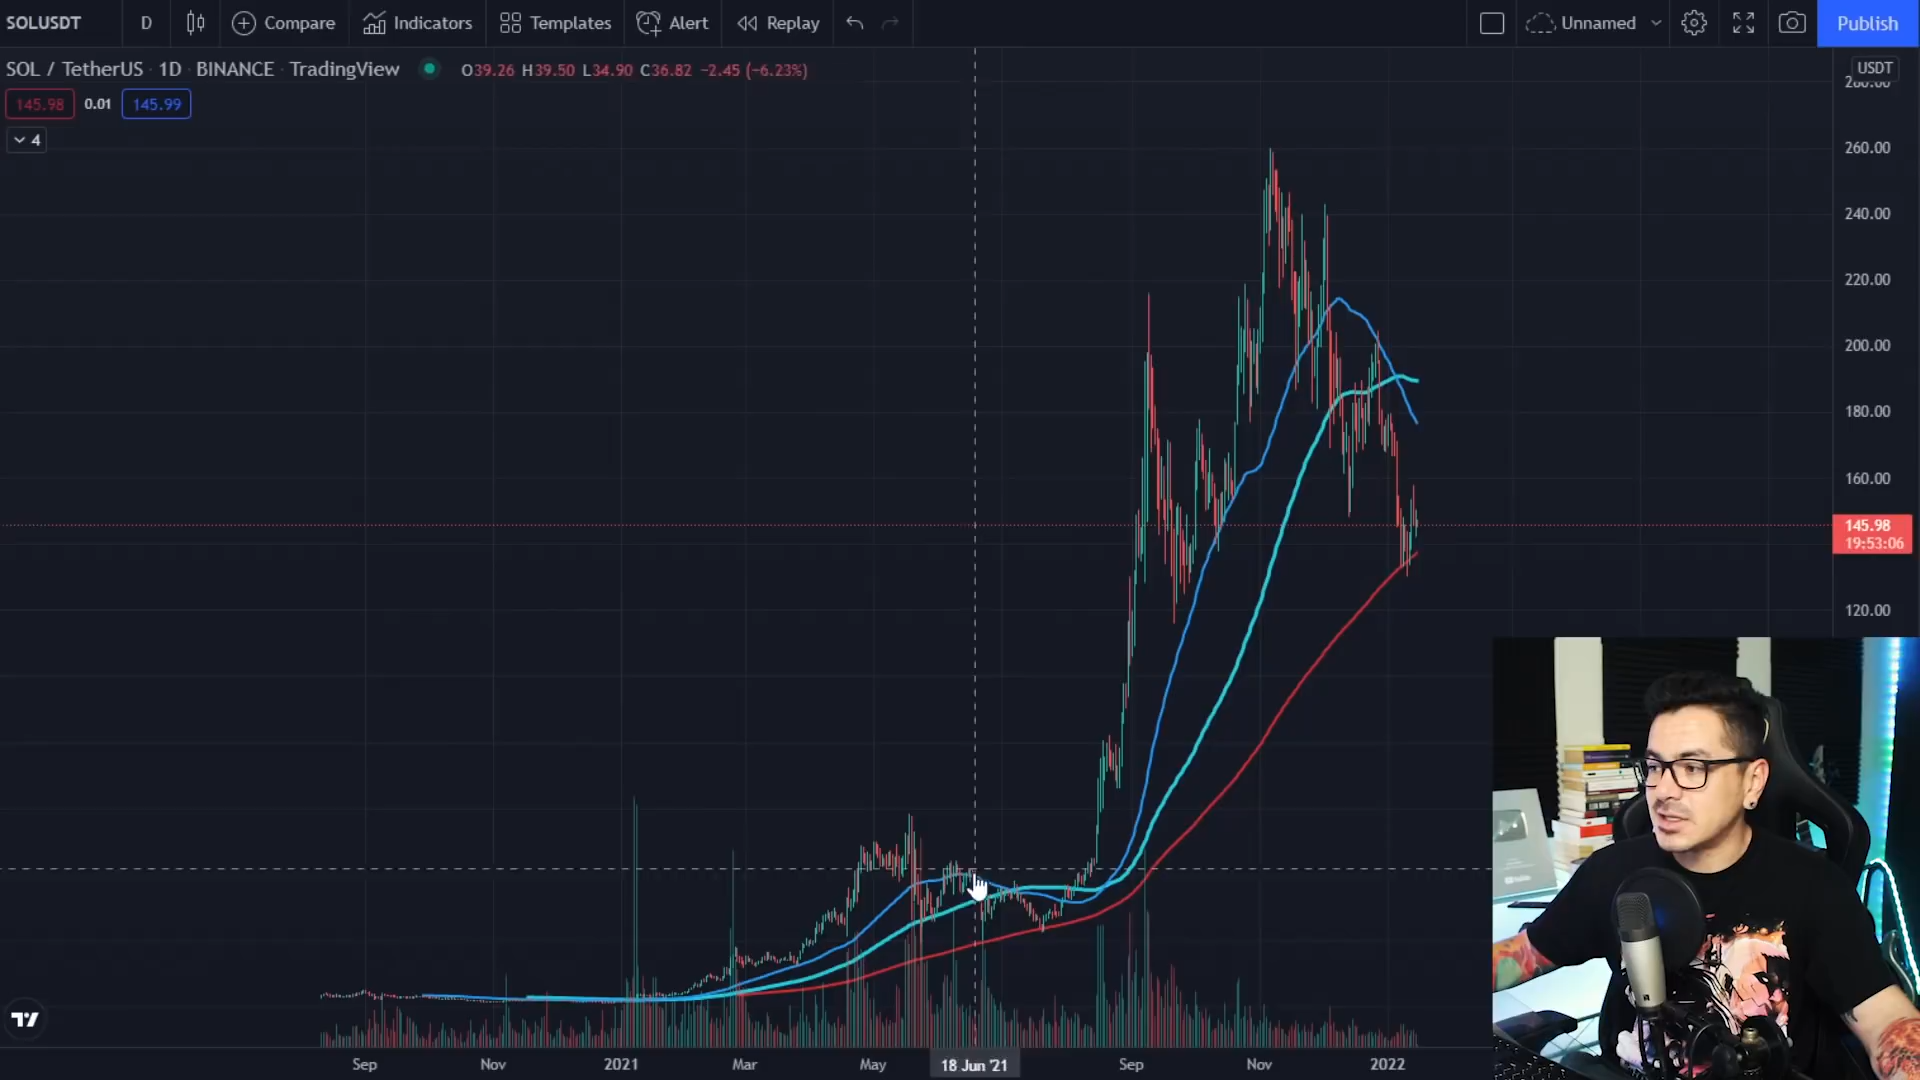 SOLUSDT D Compare Indicators Templates Alert Replay Unnamed Publish
SOL / TetherUS · 1D · BINANCE · TradingView O39.26 H39.50 L34.90 C36.82 −2.45 (−6.23%)
USDT
280.00
145.98 0.01 145.99
4
260.00
240.00
220.00
200.00
180.00
160.00
145.98
19:53:06
120.00
Sep Nov 2021 Mar May 18 Jun '21 Sep Nov 2022